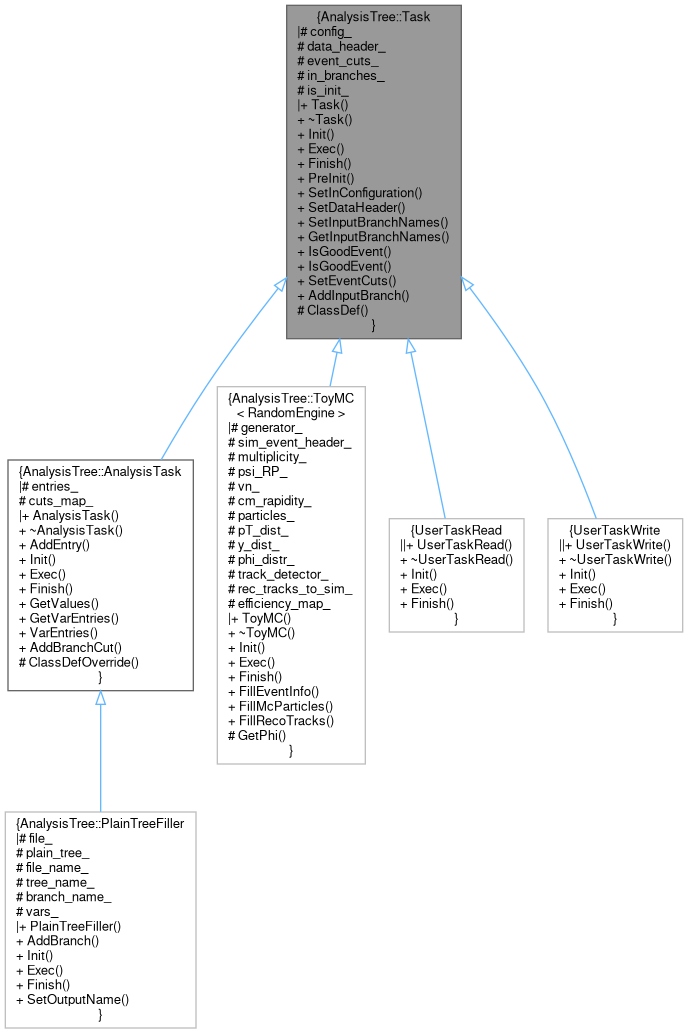 {AnalysisTree::Task
|# config_
# data_header_
# event_cuts_
# in_branches_
# is_init_
|+ Task()
+ ~Task()
+ Init()
+ Exec()
+ Finish()
+ PreInit()
+ SetInConfiguration()
+ SetDataHeader()
+ SetInputBranchNames()
+ GetInputBranchNames()
+ IsGoodEvent()
+ IsGoodEvent()
+ SetEventCuts()
+ AddInputBranch()
# ClassDef()
}
{AnalysisTree::AnalysisTask
|# entries_
# cuts_map_
|+ AnalysisTask()
+ ~AnalysisTask()
+ AddEntry()
+ Init()
+ Exec()
+ Finish()
+ GetValues()
+ GetVarEntries()
+ VarEntries()
+ AddBranchCut()
# ClassDefOverride()
}
{AnalysisTree::ToyMC
< RandomEngine >
|# generator_
# sim_event_header_
# multiplicity_
# psi_RP_
# vn_
# cm_rapidity_
# particles_
# pT_dist_
# y_dist_
# phi_distr_
# track_detector_
# rec_tracks_to_sim_
# efficiency_map_
|+ ToyMC()
+ ~ToyMC()
+ Init()
+ Exec()
+ Finish()
+ FillEventInfo()
+ FillMcParticles()
+ FillRecoTracks()
# GetPhi()
}
{UserTaskRead
||+ UserTaskRead()
+ ~UserTaskRead()
+ Init()
+ Exec()
+ Finish()
}
{UserTaskWrite
||+ UserTaskWrite()
+ ~UserTaskWrite()
+ Init()
+ Exec()
+ Finish()
}
{AnalysisTree::PlainTreeFiller
|# file_
# plain_tree_
# file_name_
# tree_name_
# branch_name_
# vars_
|+ PlainTreeFiller()
+ AddBranch()
+ Init()
+ Exec()
+ Finish()
+ SetOutputName()
}